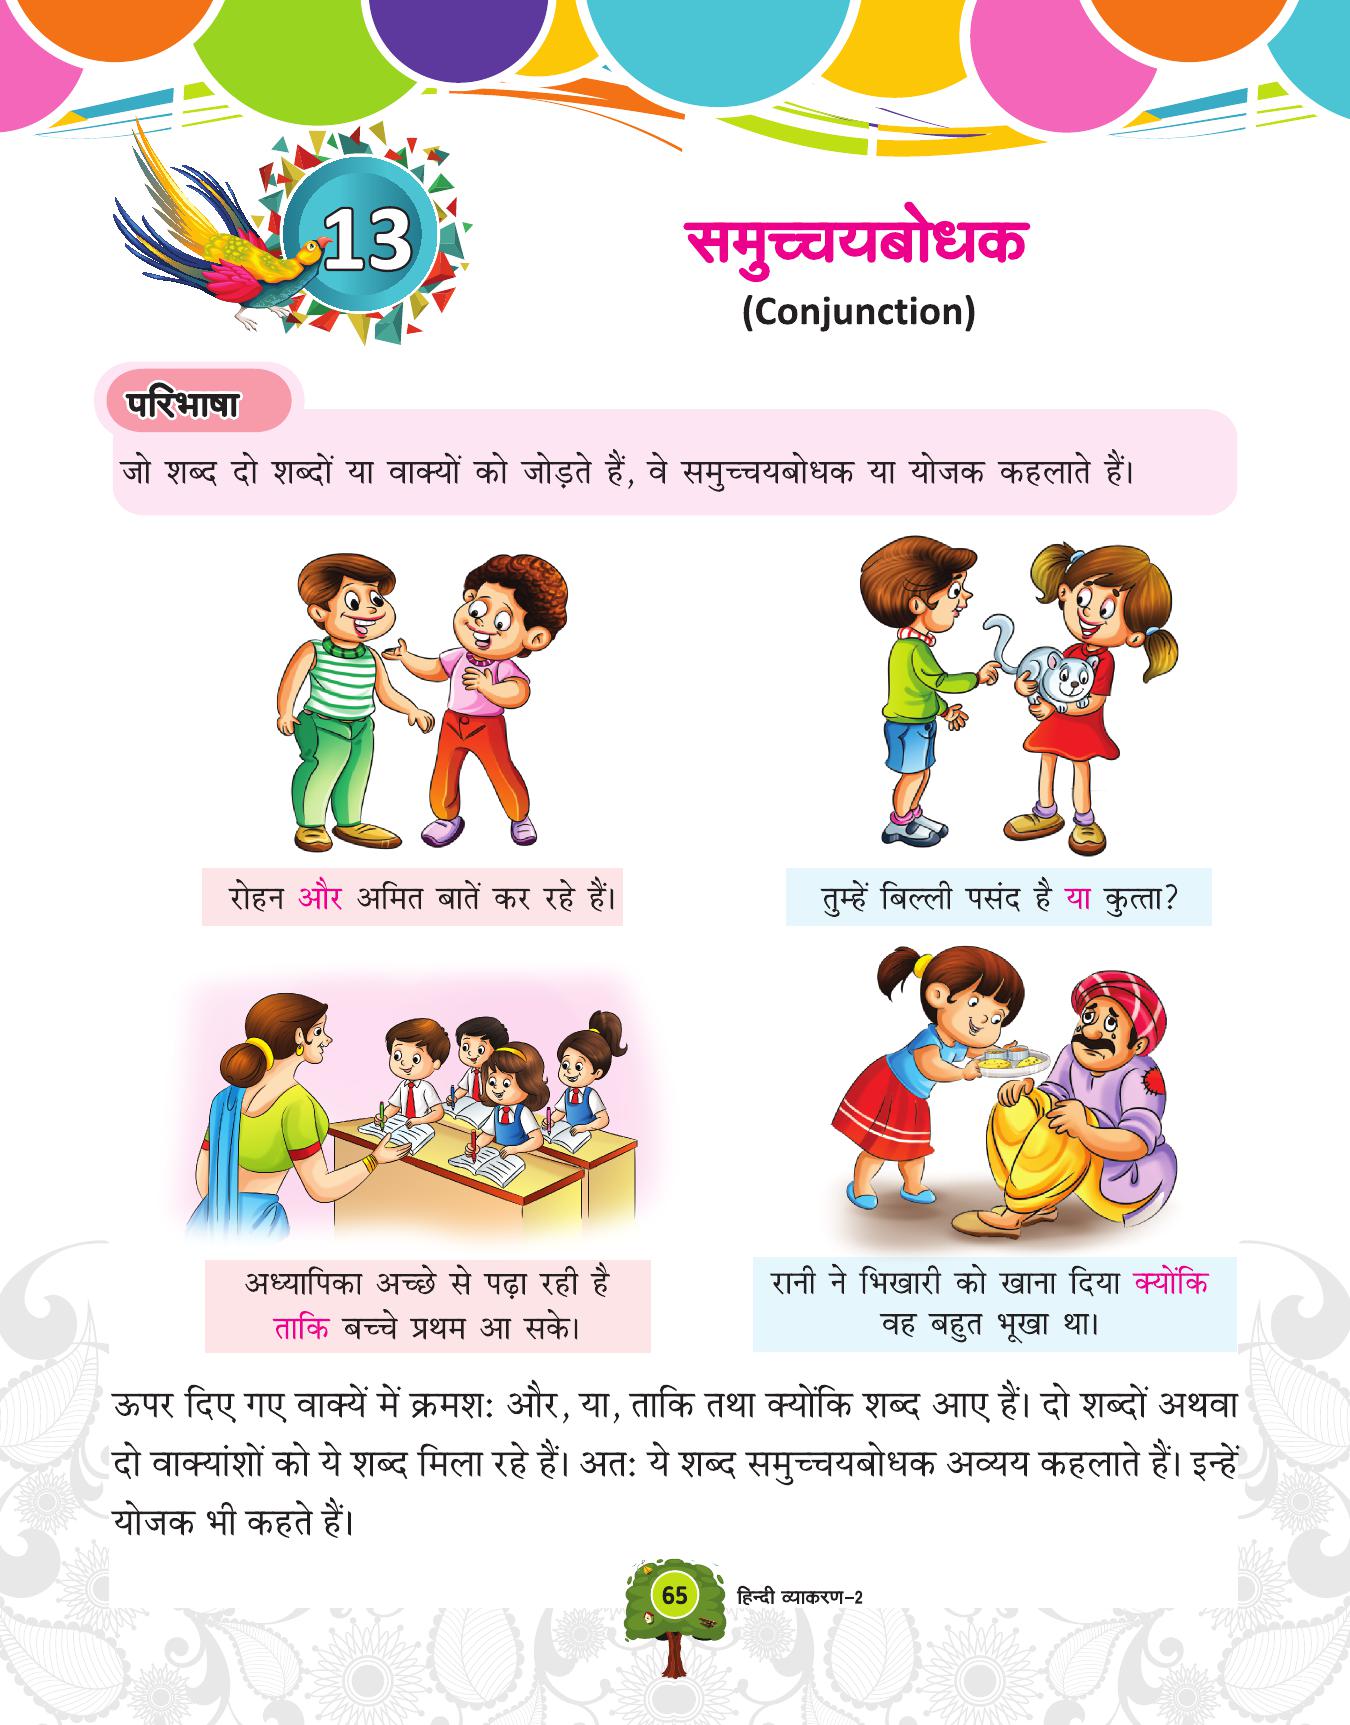 13
समुच्चयबोधक
(Conjunction)
परिभाषा
जो शब्द दो शब्दों या वाक्यों को जोड़ते हैं, वे समुच्चयबोधक या योजक कहलाते हैं।
रोहन और अमित बातें कर रहे हैं।
तुम्हें बिल्ली पसंद है या कुत्ता?
अध्यापिका अच्छे से पढ़ा रही है
ताकि बच्चे प्रथम आ सके।
रानी ने भिखारी को खाना दिया क्योंकि
वह बहुत भूखा था।
ऊपर दिए गए वाक्यें में क्रमश: और, या, ताकि तथा क्योंकि शब्द आए हैं। दो शब्दों अथवा
दो वाक्यांशों को ये शब्द मिला रहे हैं। अत: ये शब्द समुच्चयबोधक अव्यय कहलाते हैं। इन्हें
योजक भी कहते हैं।
65
हिन्दी व्याकरण-2